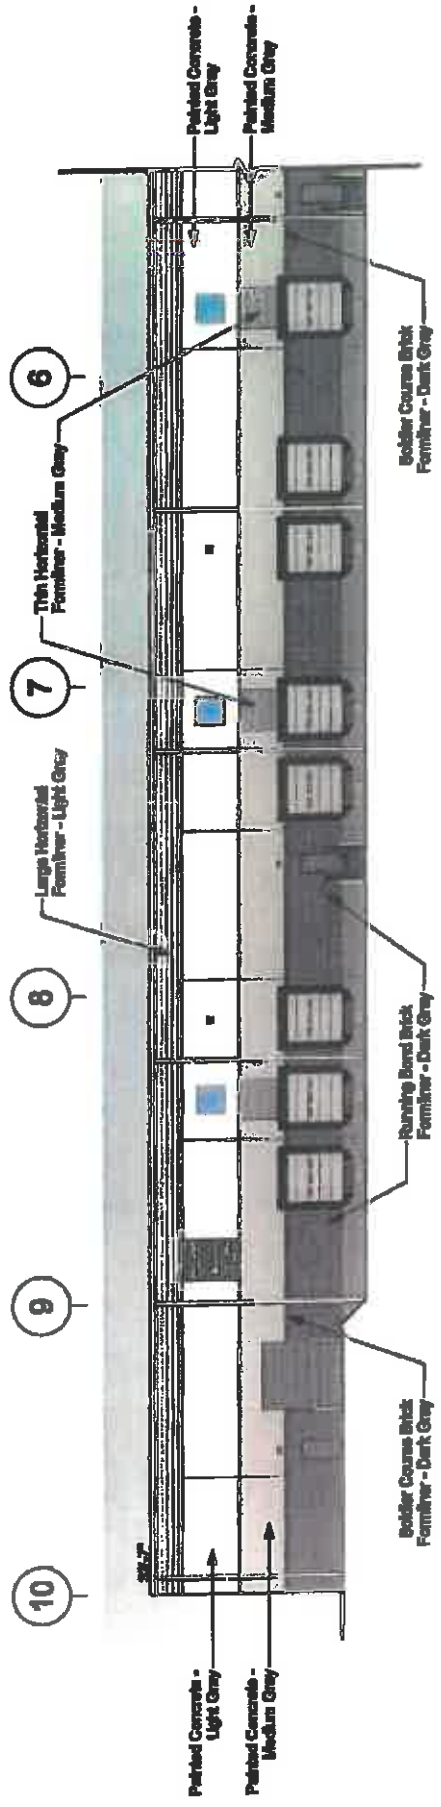 10
9
8
7
6
Large Horizontal
Formliner - Light Gray
Thin Horizontal
Formliner - Medium Gray
Painted Concrete -
Light Gray
Painted Concrete -
Medium Gray
Painted Concrete -
Light Gray
Painted Concrete -
Medium Gray
Soldier Course Brick
Formliner - Dark Gray
Running Bond Brick
Formliner - Dark Gray
Soldier Course Brick
Formliner - Dark Gray